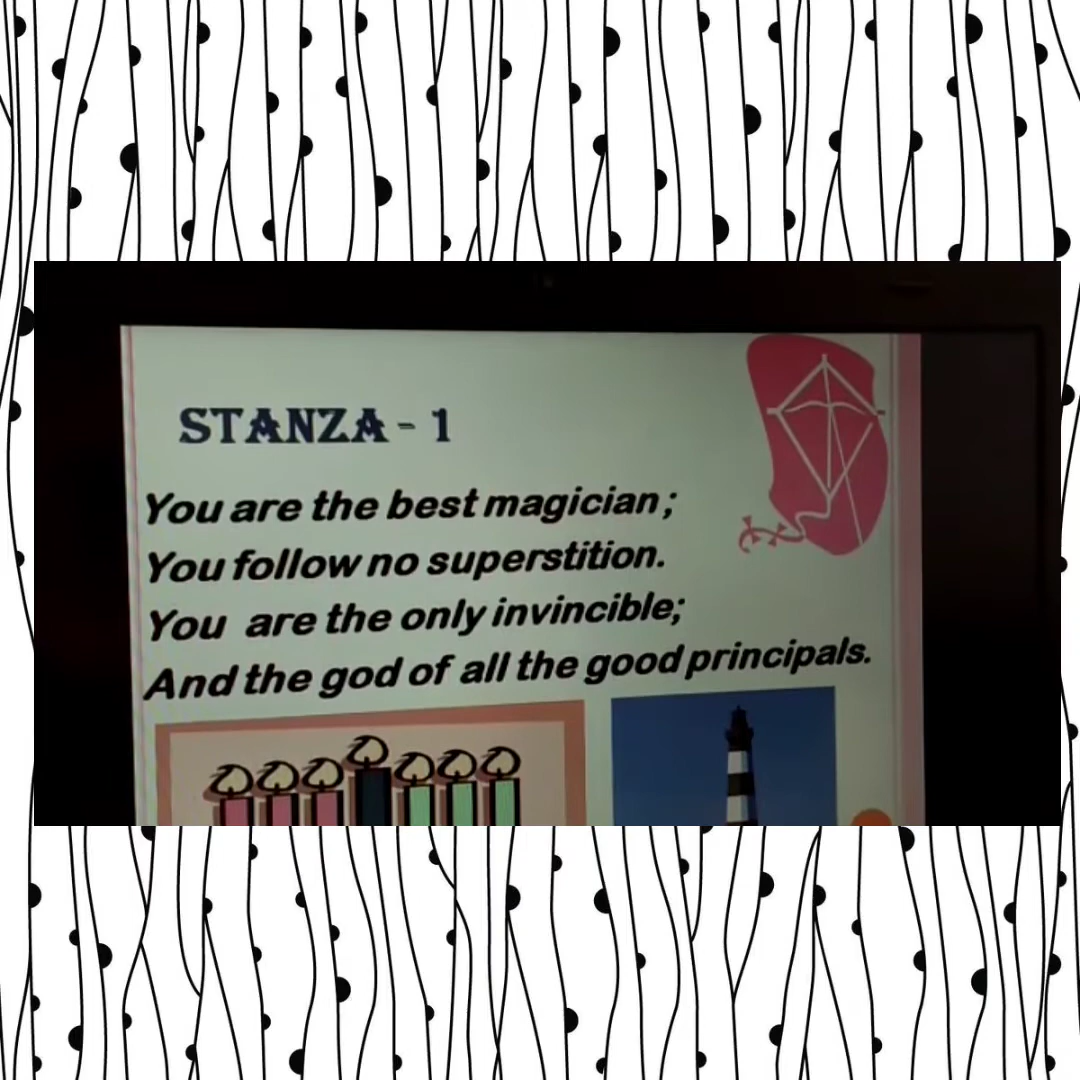 STANZA - 1
You are the best magician;
You follow no superstition.
You are the only invincible;
And the god of all the good principals.